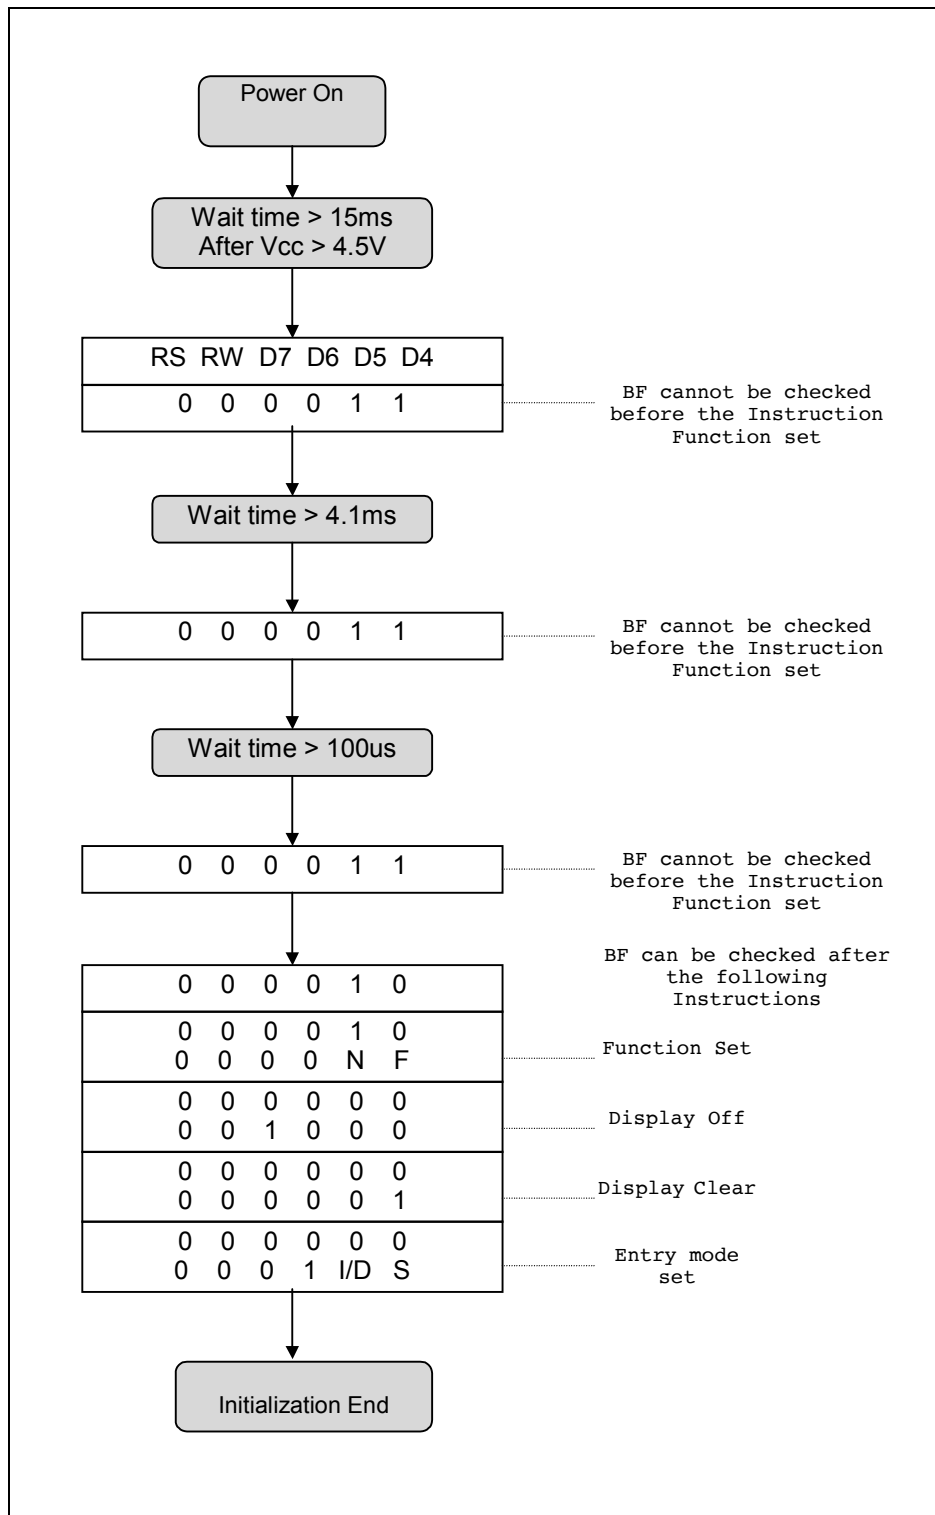 Power On
Wait time > 15ms
After Vcc > 4.5V
RS RW D7 D6 D5 D4
0 0 0 0 1 1
BF cannot be checked
before the Instruction
Function set
Wait time > 4.1ms
0 0 0 0 1 1
BF cannot be checked
before the Instruction
Function set
Wait time > 100us
0 0 0 0 1 1
BF cannot be checked
before the Instruction
Function set
BF can be checked after
the following
Instructions
0 0 0 0 1 0
0 0 0 0 1 0
0 0 0 0 N F
Function Set
0 0 0 0 0 0
0 0 1 0 0 0
Display Off
0 0 0 0 0 0
0 0 0 0 0 1
Display Clear
0 0 0 0 0 0
0 0 0 1 I/D S
Entry mode
set
Initialization End